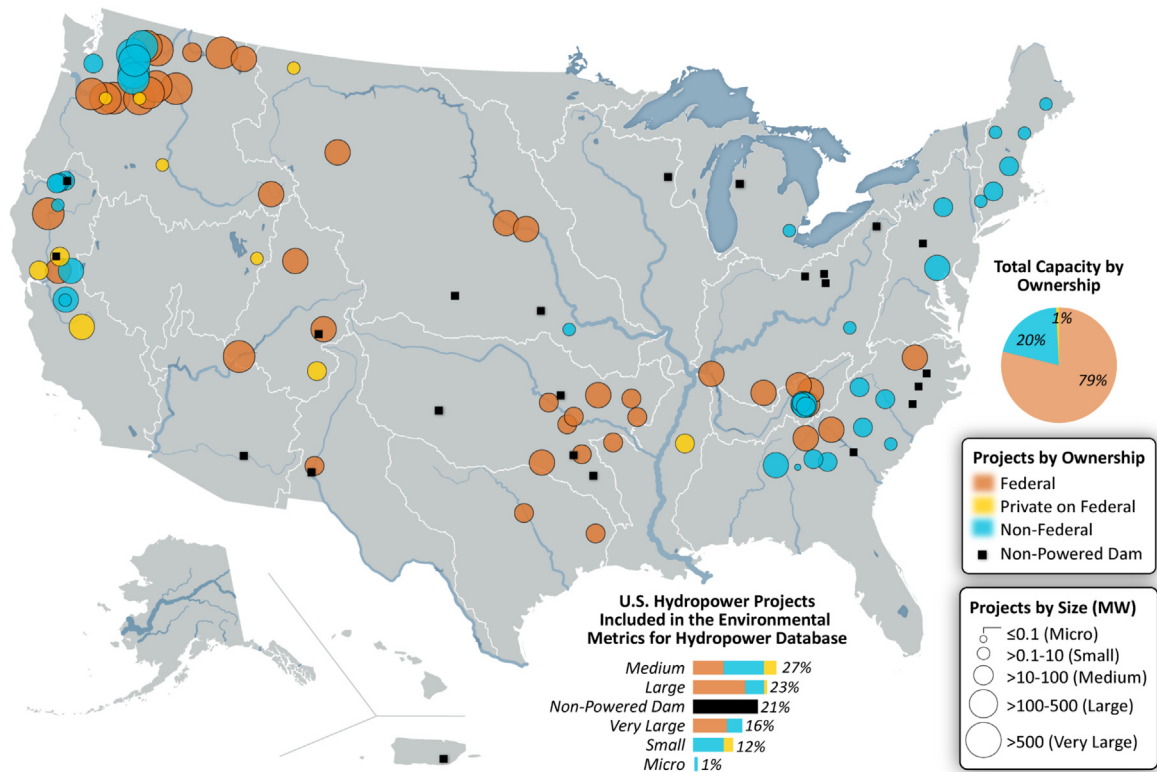 Total Capacity by
Ownership
1%
20%
79%
Projects by Ownership
Federal
Private on Federal
Non-Federal
Non-Powered Dam
U.S. Hydropower Projects
Included in the Environmental
Metrics for Hydropower Database
Medium 27%
Large 23%
Non-Powered Dam 21%
Very Large 16%
Small 12%
Micro 1%
Projects by Size (MW)
≤0.1 (Micro)
>0.1-10 (Small)
>10-100 (Medium)
>100-500 (Large)
>500 (Very Large)